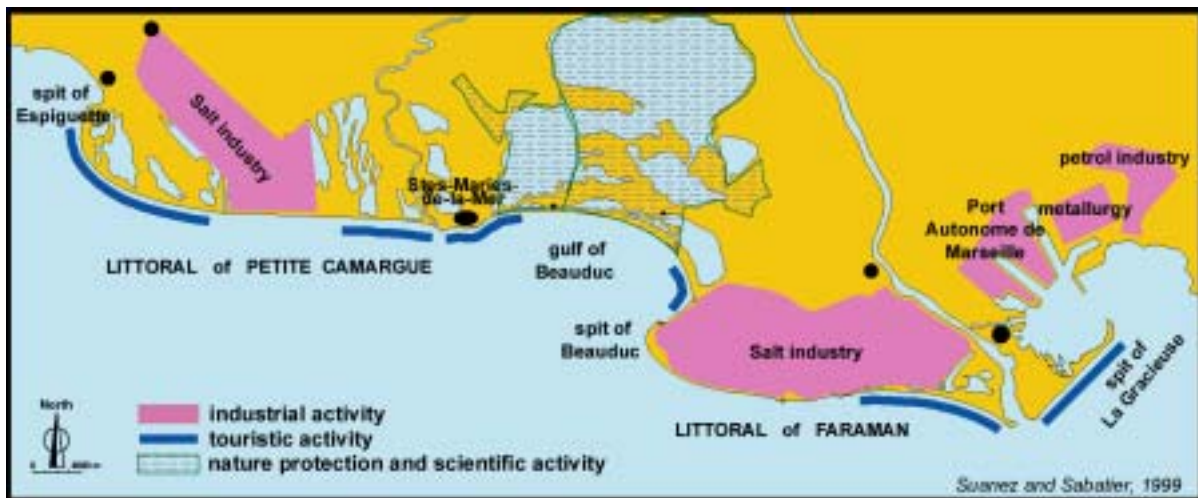 spit of
Espiguette
Salt industry
Stes-Maries-
de-la-Mer
LITTORAL of PETITE CAMARGUE
gulf of
Beauduc
spit of
Beauduc
Salt industry
petrol industry
metallurgy
Port
Autonome de
Marseille
spit of
La Gracieuse
LITTORAL of FARAMAN
North
0
industrial activity
touristic activity
nature protection and scientific activity
Suanez and Sabatier, 1999